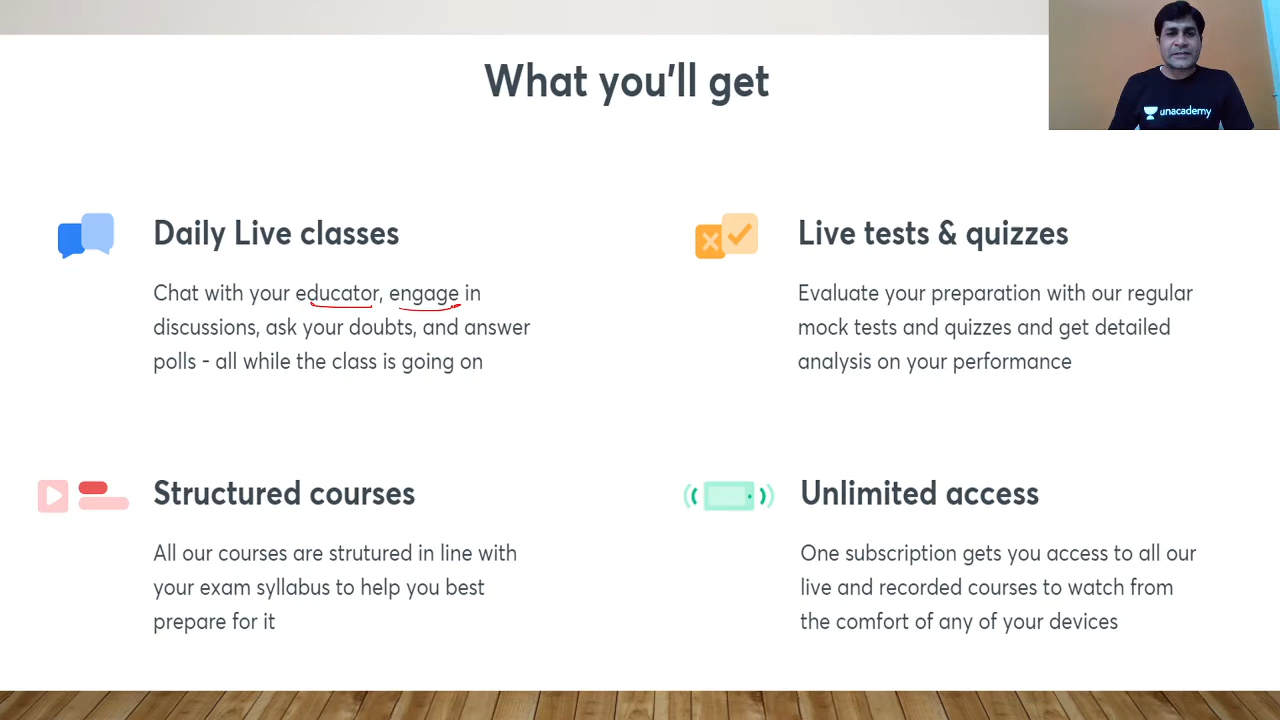 What you'll get
unacademy
Daily Live classes
Chat with your educator, engage in
discussions, ask your doubts, and answer
polls - all while the class is going on
Live tests & quizzes
Evaluate your preparation with our regular
mock tests and quizzes and get detailed
analysis on your performance
Structured courses
All our courses are strutured in line with
your exam syllabus to help you best
prepare for it
Unlimited access
One subscription gets you access to all our
live and recorded courses to watch from
the comfort of any of your devices